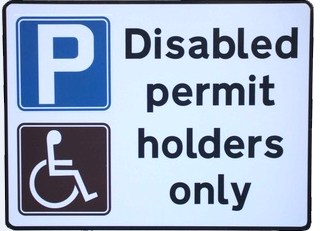 P
Disabled
permit
holders
only